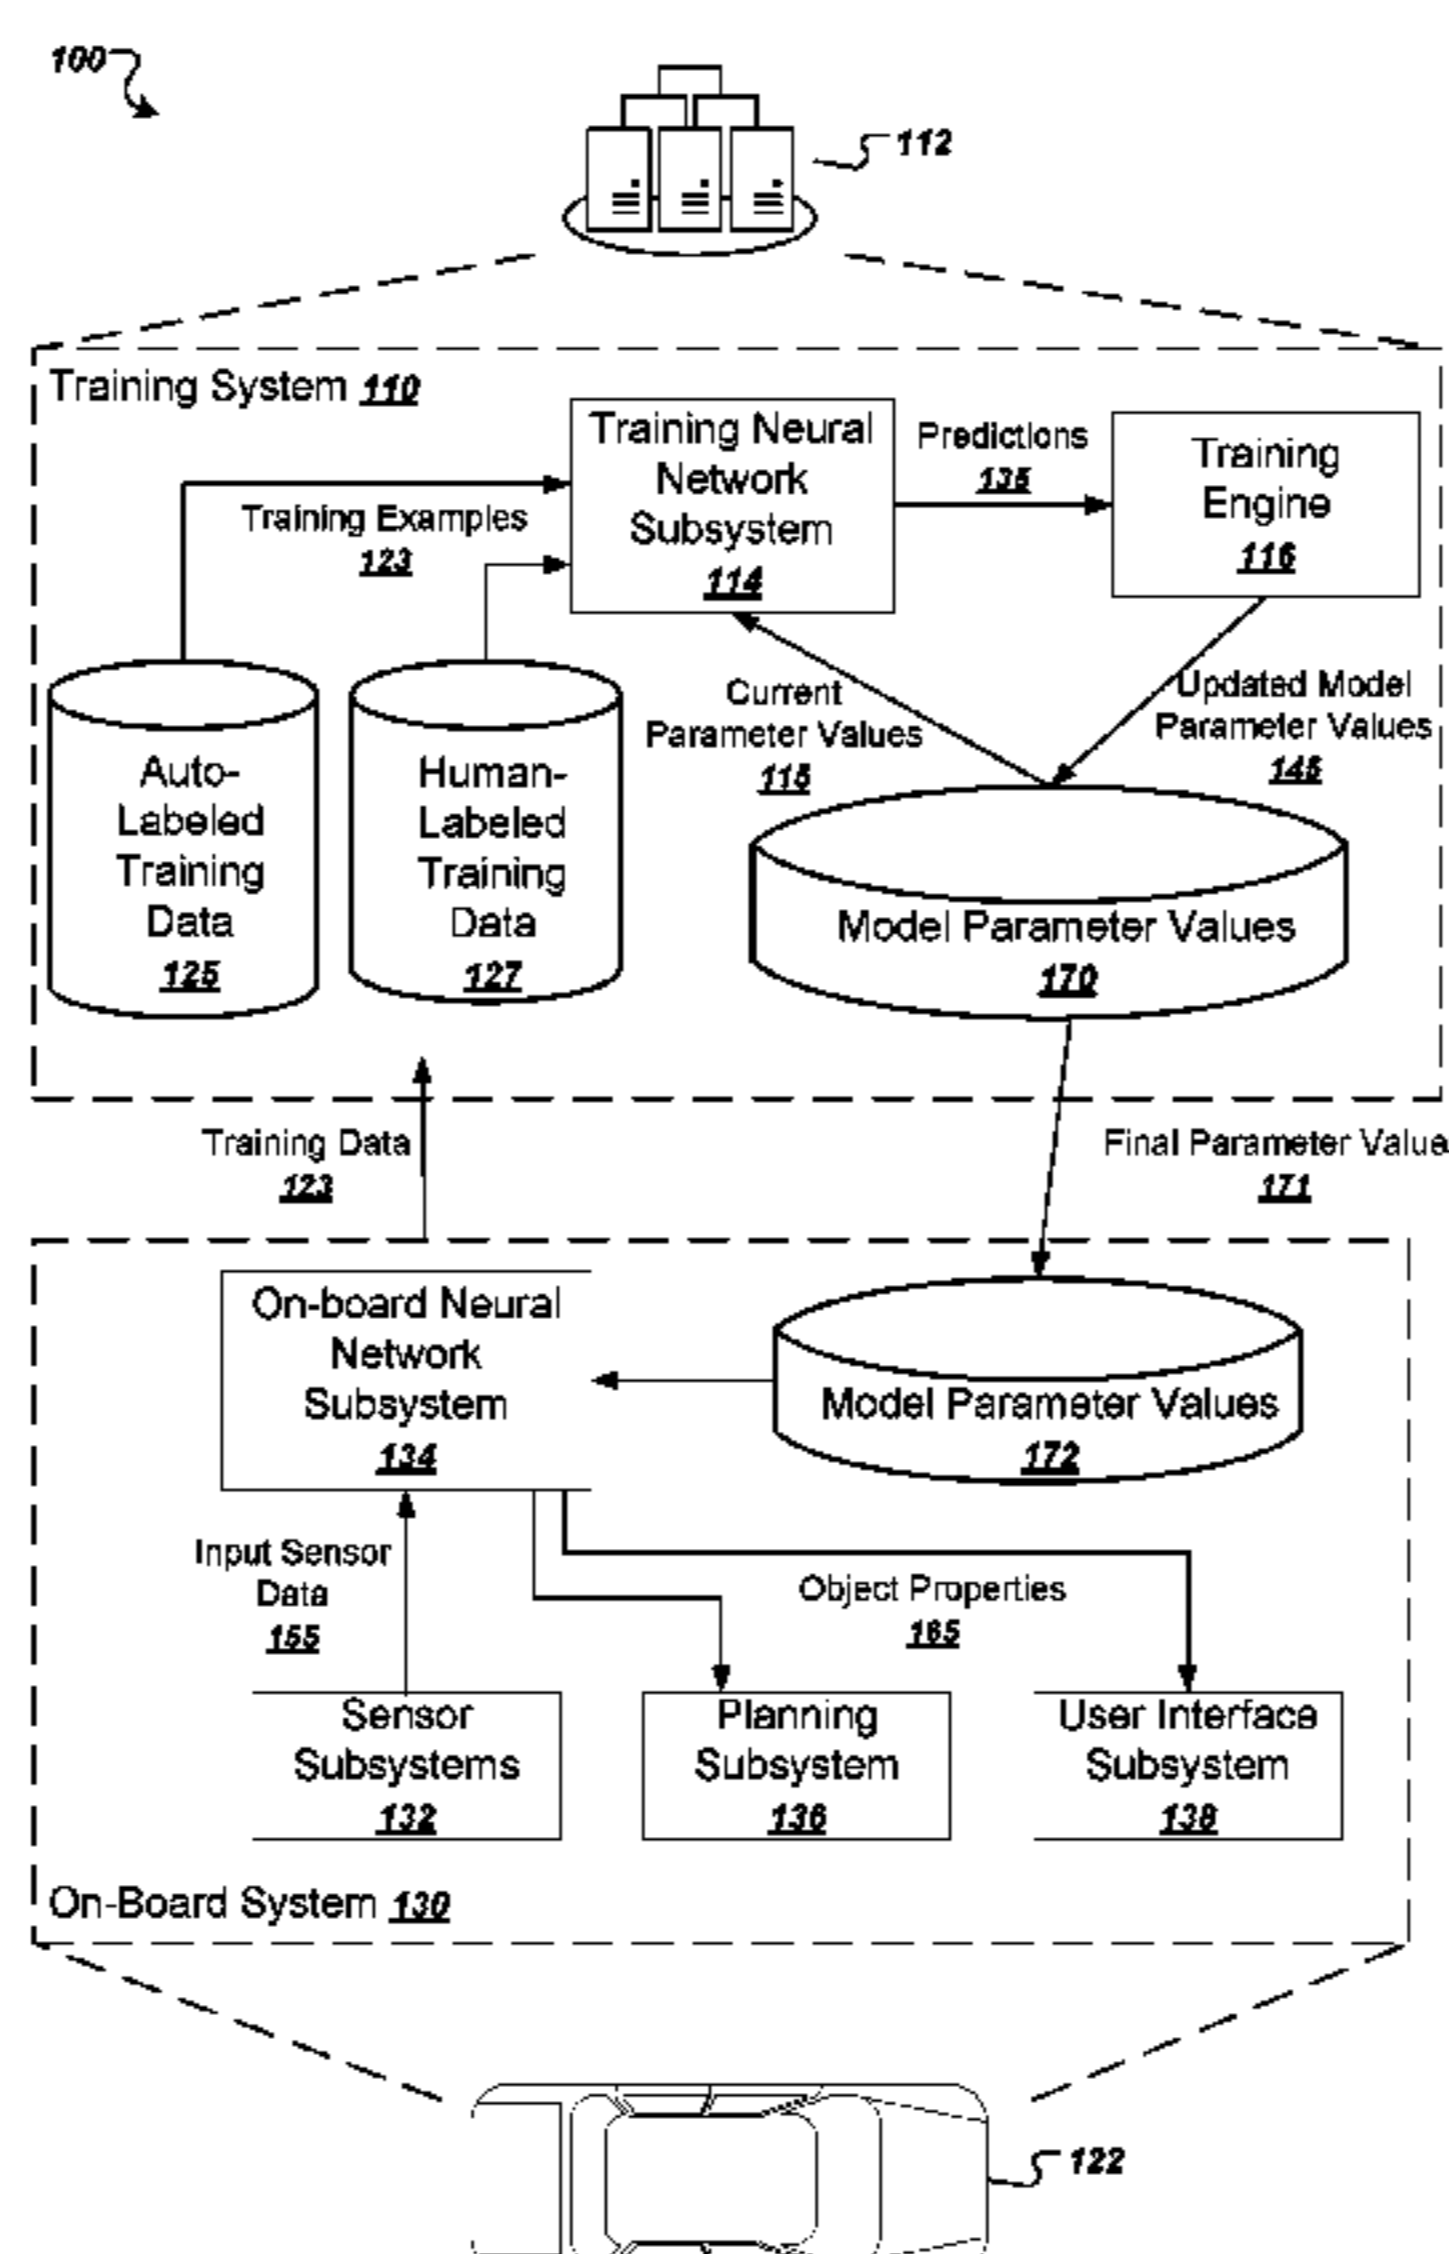 100
112
Training System 110
Training Neural
Network
Subsystem
114
Predictions
135
Training
Engine
116
Training Examples
123
Current
Parameter Values
115
Updated Model
Parameter Values
145
Auto-
Labeled
Training
Data
125
Human-
Labeled
Training
Data
127
Model Parameter Values
170
Training Data
123
Final Parameter Value
171
On-board Neural
Network
Subsystem
134
Model Parameter Values
172
Input Sensor
Data
155
Object Properties
165
Sensor
Subsystems
132
Planning
Subsystem
136
User Interface
Subsystem
138
On-Board System 130
122